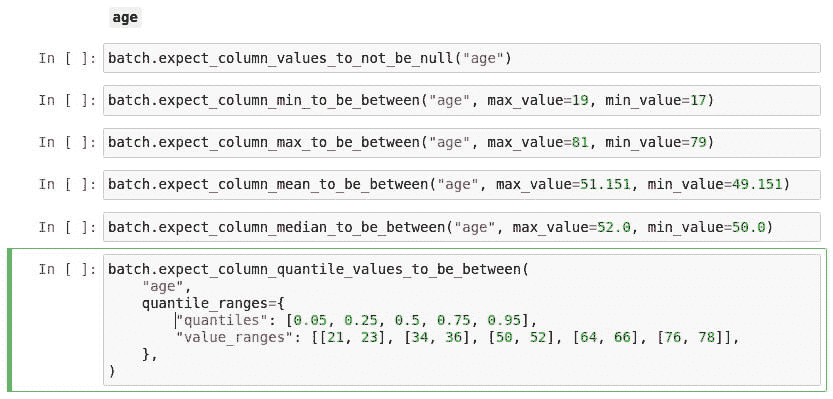 age
In [ ]: batch.expect_column_values_to_not_be_null("age")
In [ ]: batch.expect_column_min_to_be_between("age", max_value=19, min_value=17)
In [ ]: batch.expect_column_max_to_be_between("age", max_value=81, min_value=79)
In [ ]: batch.expect_column_mean_to_be_between("age", max_value=51.151, min_value=49.151)
In [ ]: batch.expect_column_median_to_be_between("age", max_value=52.0, min_value=50.0)
In [ ]: batch.expect_column_quantile_values_to_be_between(
    "age",
    quantile_ranges={
        "quantiles": [0.05, 0.25, 0.5, 0.75, 0.95],
        "value_ranges": [[21, 23], [34, 36], [50, 52], [64, 66], [76, 78]],
    },
)